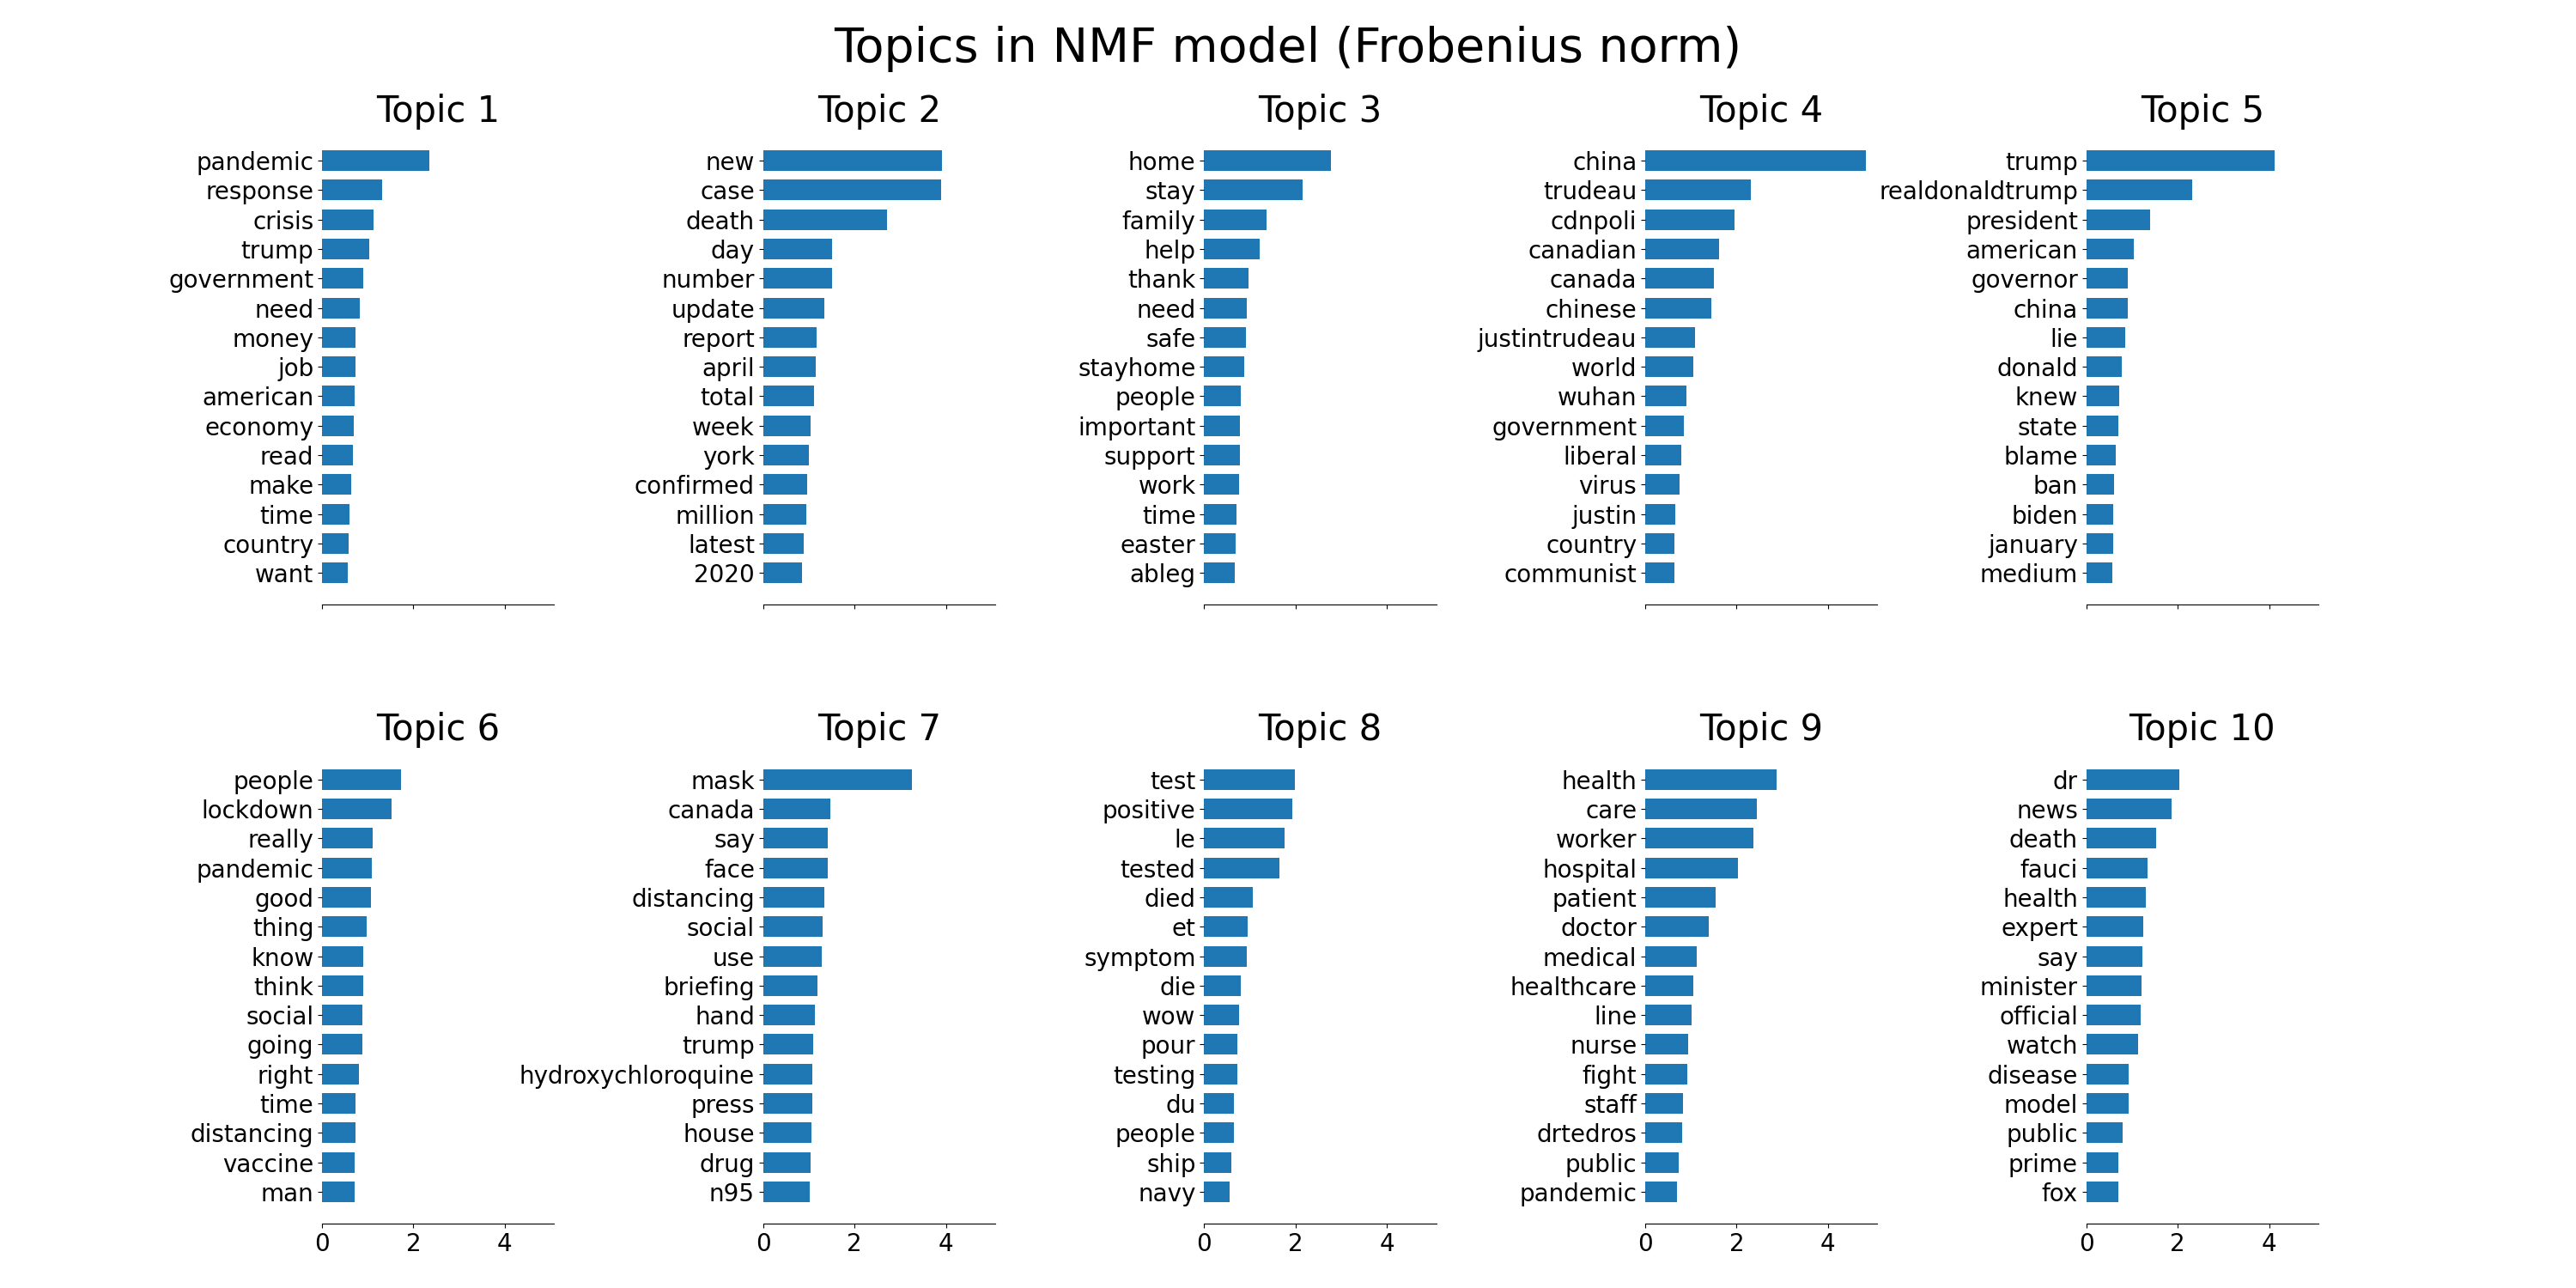 Topics in NMF model (Frobenius norm)
Topic 1
pandemic
response
crisis
trump
government
need
money
job
american
economy
read
make
time
country
want
Topic 2
new
case
death
day
number
update
report
april
total
week
york
confirmed
million
latest
2020
Topic 3
home
stay
family
help
thank
need
safe
stayhome
people
important
support
work
time
easter
ableg
Topic 4
china
trudeau
cdnpoli
canadian
canada
chinese
justintrudeau
world
wuhan
government
liberal
virus
justin
country
communist
Topic 5
trump
realdonaldtrump
president
american
governor
china
lie
donald
knew
state
blame
ban
biden
january
medium
Topic 6
people
lockdown
really
pandemic
good
thing
know
think
social
going
right
time
distancing
vaccine
man
0 2 4
Topic 7
mask
canada
say
face
distancing
social
use
briefing
hand
trump
hydroxychloroquine
press
house
drug
n95
0 2 4
Topic 8
test
positive
le
tested
died
et
symptom
die
wow
pour
testing
du
people
ship
navy
0 2 4
Topic 9
health
care
worker
hospital
patient
doctor
medical
healthcare
line
nurse
fight
staff
drtedros
public
pandemic
0 2 4
Topic 10
dr
news
death
fauci
health
expert
say
minister
official
watch
disease
model
public
prime
fox
0 2 4